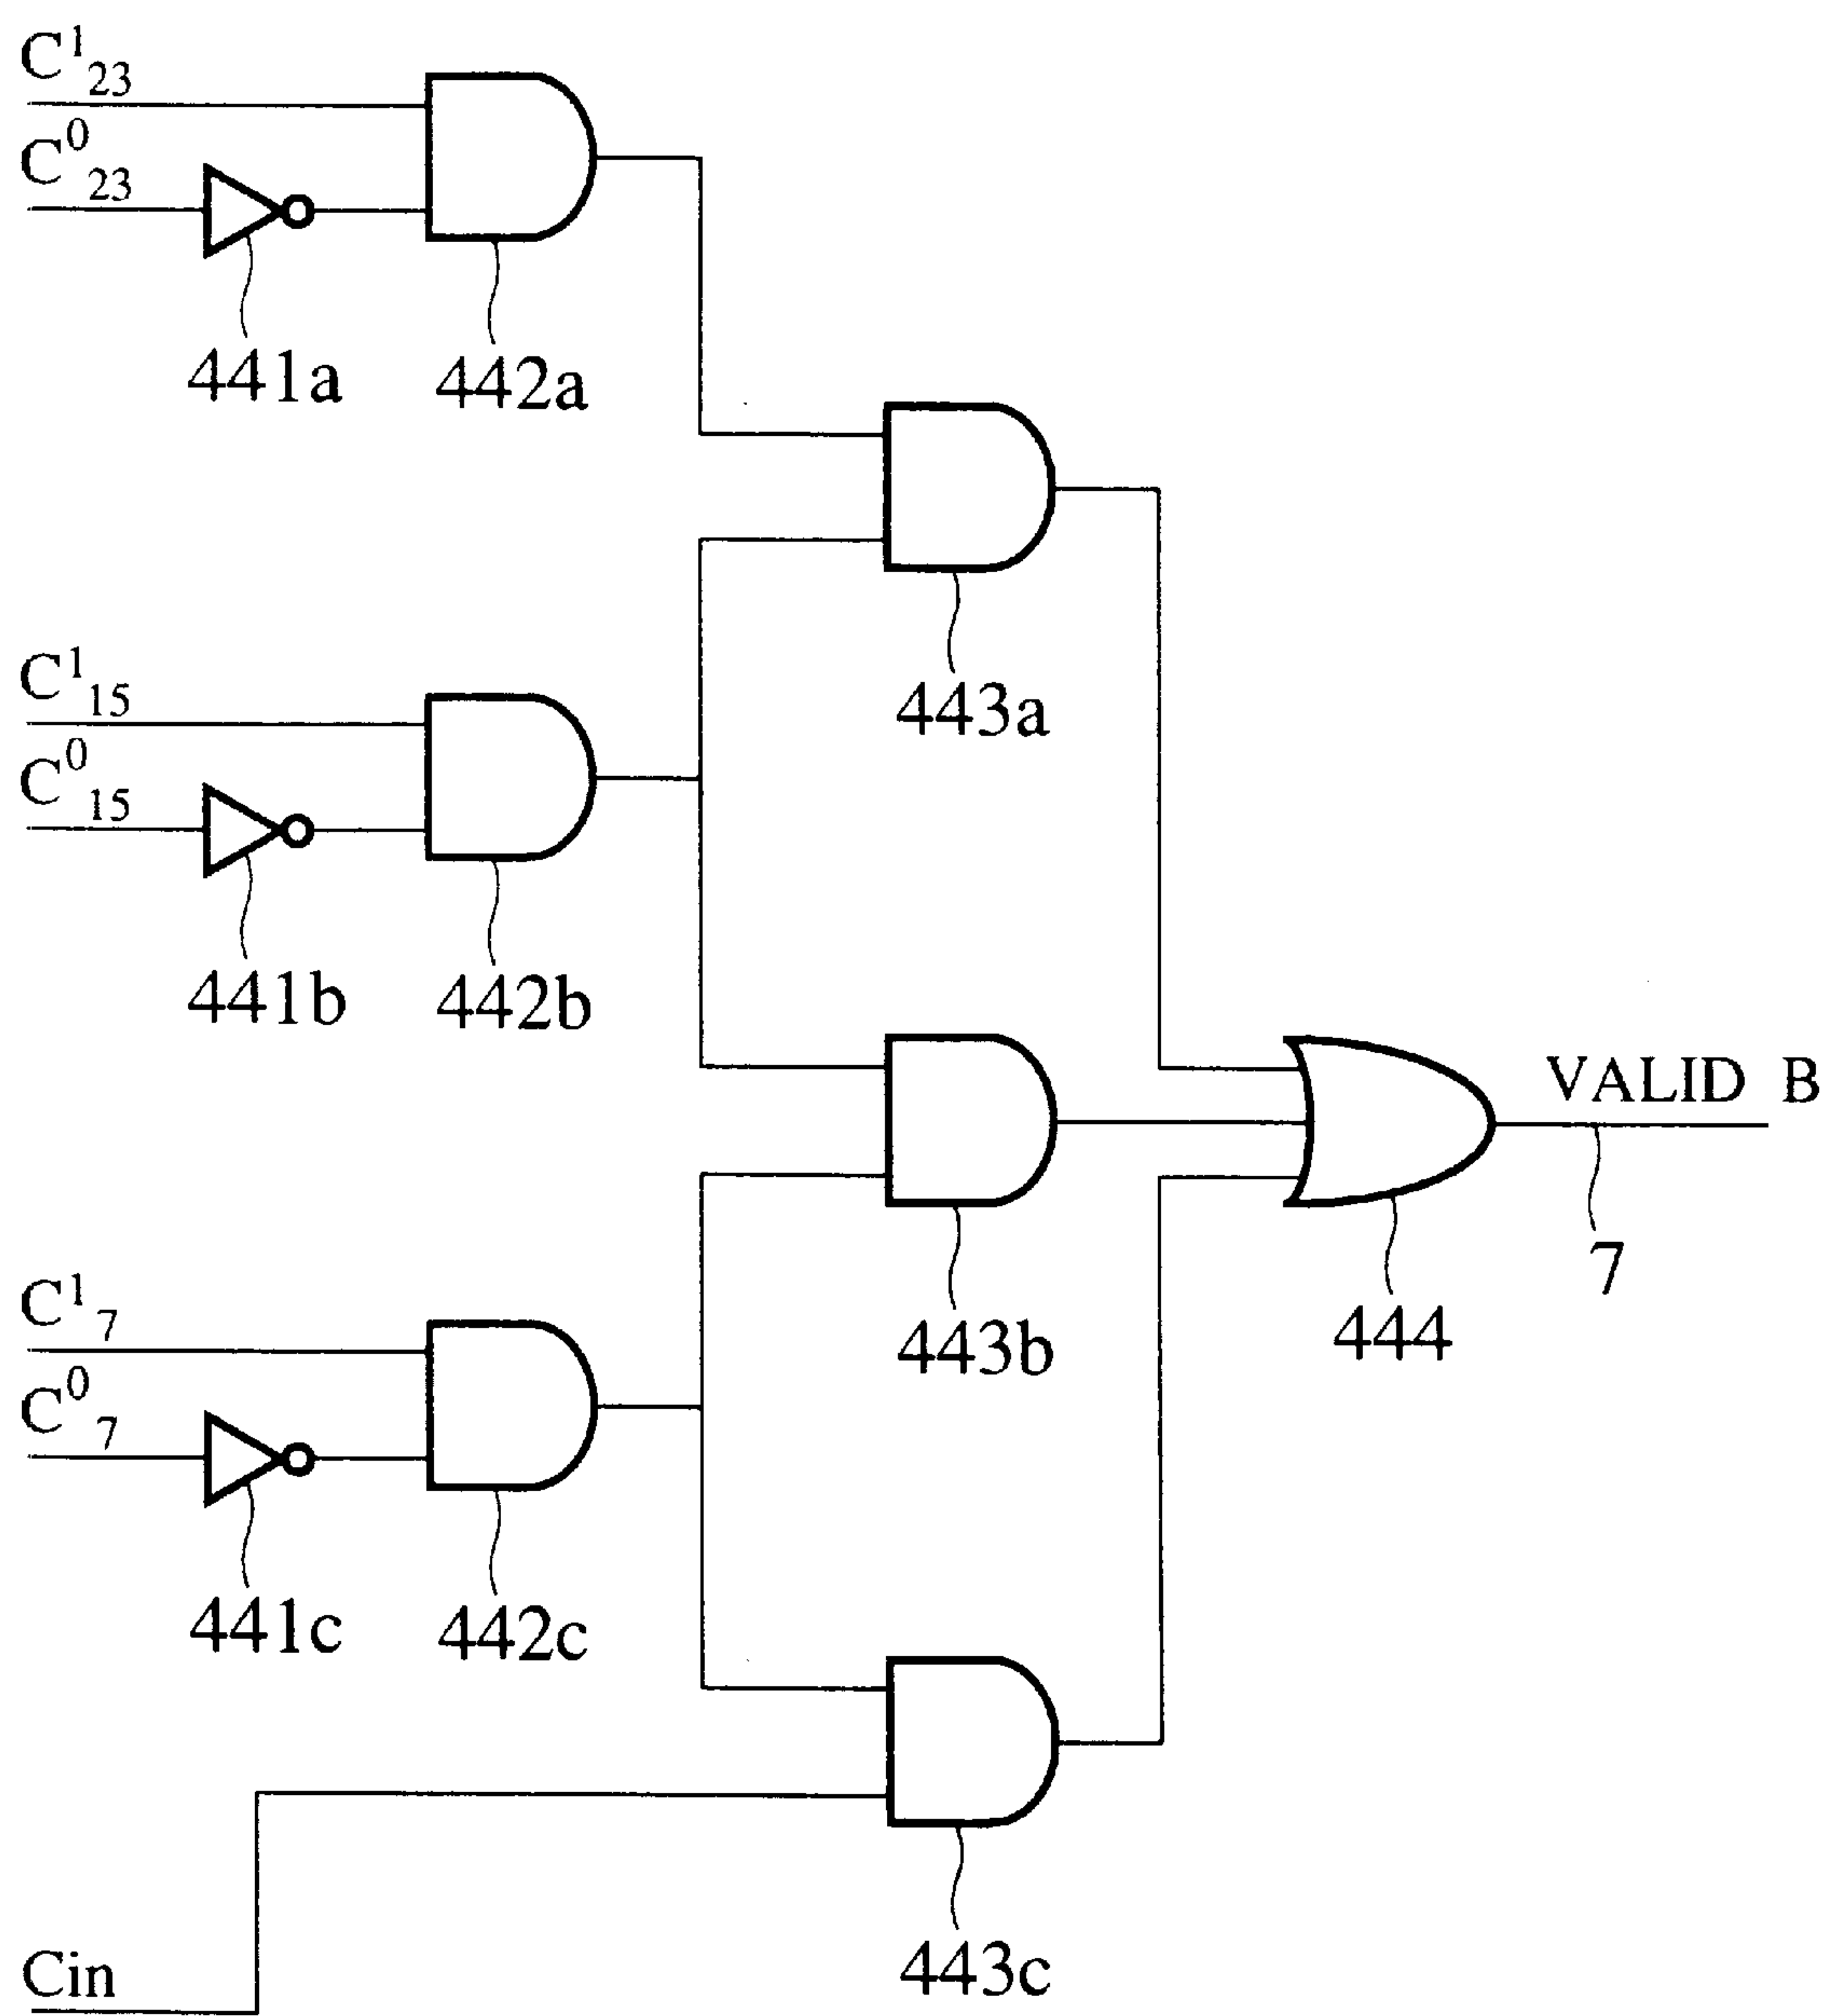 C¹₂₃
C⁰₂₃
441a
442a
443a
C¹₁₅
C⁰₁₅
441b
442b
VALID B
7
444
443b
C¹₇
C⁰₇
441c
442c
443c
Cin